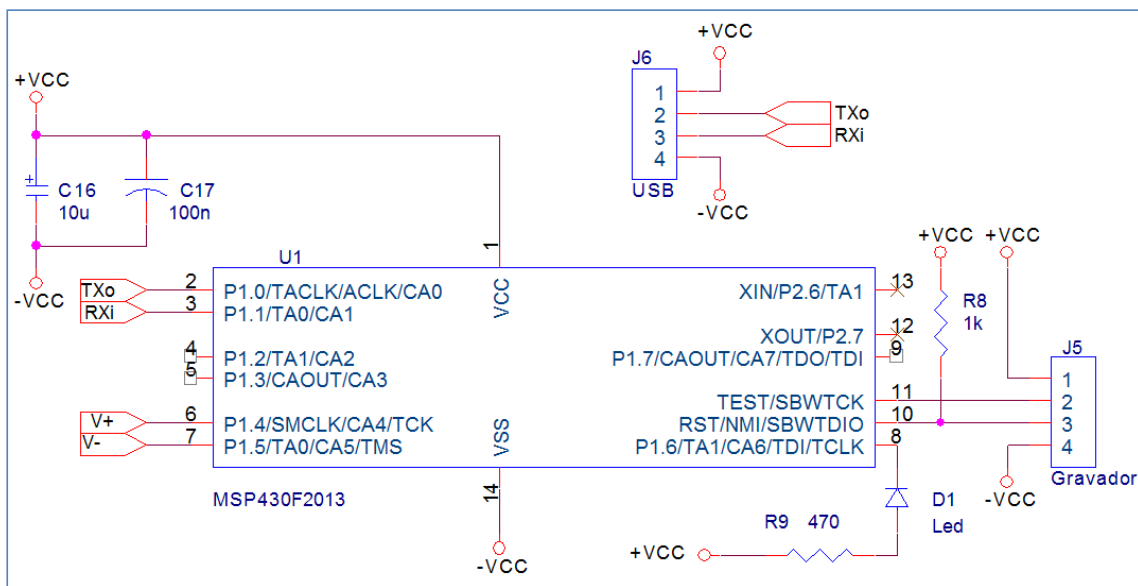 +VCC
J6
+VCC
1
2
3
4
TXo
RXi
USB
-VCC
+
C16
10u
C17
100n
-VCC
U1
1
VCC
TXo
RXi
2
3
P1.0/TACLK/ACLK/CA0
P1.1/TA0/CA1
4
5
P1.2/TA1/CA2
P1.3/CAOUT/CA3
V+
V-
6
7
P1.4/SMCLK/CA4/TCK
P1.5/TA0/CA5/TMS
VSS
14
-VCC
MSP430F2013
XIN/P2.6/TA1
13
XOUT/P2.7
12
P1.7/CAOUT/CA7/TDO/TDI
9
TEST/SBWTCK
11
RST/NMI/SBWTDIO
10
P1.6/TA1/CA6/TDI/TCLK
8
+VCC
+VCC
R8
1k
J5
1
2
3
4
Gravador
-VCC
D1
Led
R9 470
+VCC